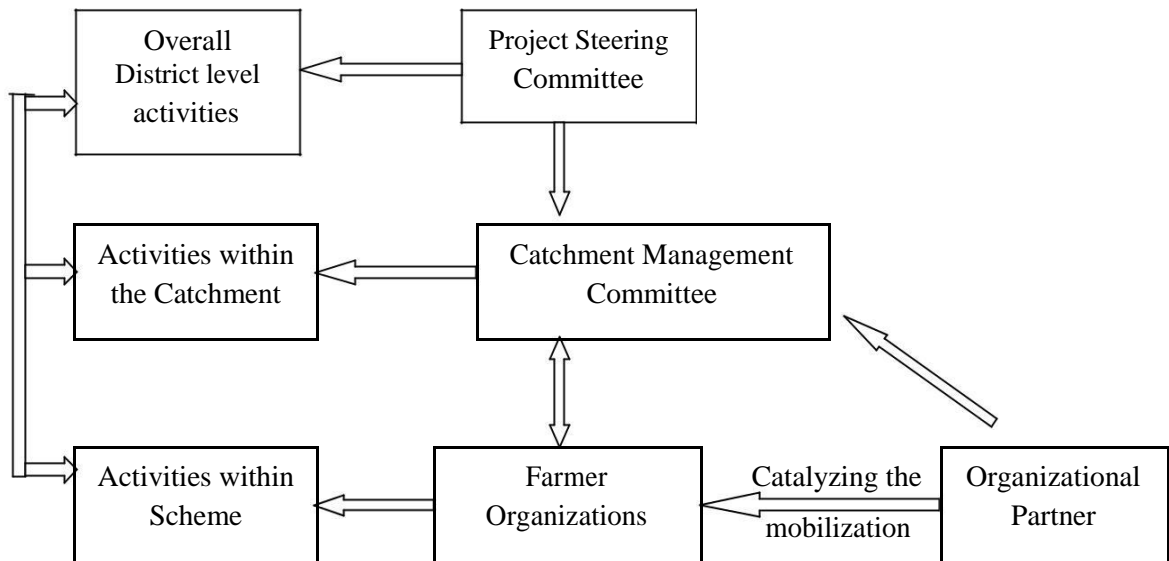 Overall
District level
activities
Project Steering
Committee
Activities within
the Catchment
Catchment Management
Committee
Activities within
Scheme
Farmer
Organizations
Catalyzing the
mobilization
Organizational
Partner